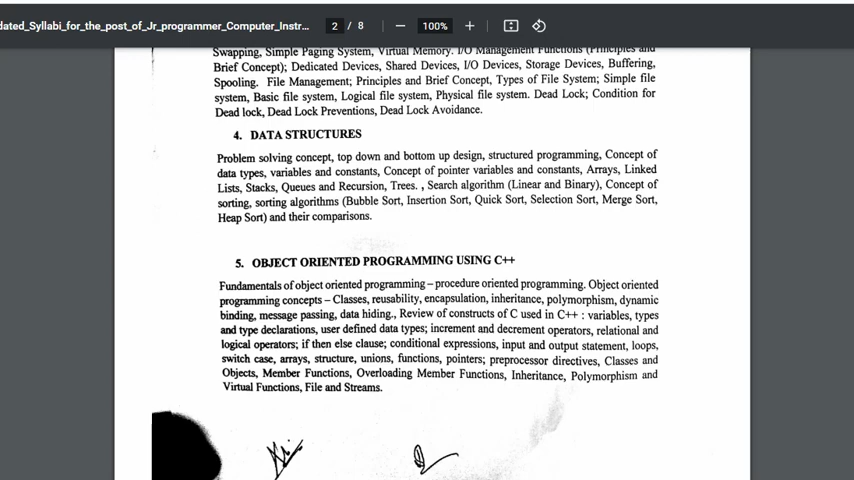 dated_Syllabi_for_the_post_of_Jr_programmer_Computer_Instr... 2 / 8 100%
Swapping, Simple Paging System, Virtual Memory. I/O Management Functions (Principles and
Brief Concept); Dedicated Devices, Shared Devices, I/O Devices, Storage Devices, Buffering,
Spooling. File Management; Principles and Brief Concept, Types of File System; Simple file
system, Basic file system, Logical file system, Physical file system. Dead Lock; Condition for
Dead lock, Dead Lock Preventions, Dead Lock Avoidance.
4. DATA STRUCTURES
Problem solving concept, top down and bottom up design, structured programming, Concept of
data types, variables and constants, Concept of pointer variables and constants, Arrays, Linked
Lists, Stacks, Queues and Recursion, Trees. , Search algorithm (Linear and Binary), Concept of
sorting, sorting algorithms (Bubble Sort, Insertion Sort, Quick Sort, Selection Sort, Merge Sort,
Heap Sort) and their comparisons.
5. OBJECT ORIENTED PROGRAMMING USING C++
Fundamentals of object oriented programming – procedure oriented programming. Object oriented
programming concepts – Classes, reusability, encapsulation, inheritance, polymorphism, dynamic
binding, message passing, data hiding., Review of constructs of C used in C++ : variables, types
and type declarations, user defined data types; increment and decrement operators, relational and
logical operators; if then else clause; conditional expressions, input and output statement, loops,
switch case, arrays, structure, unions, functions, pointers; preprocessor directives, Classes and
Objects, Member Functions, Overloading Member Functions, Inheritance, Polymorphism and
Virtual Functions, File and Streams.